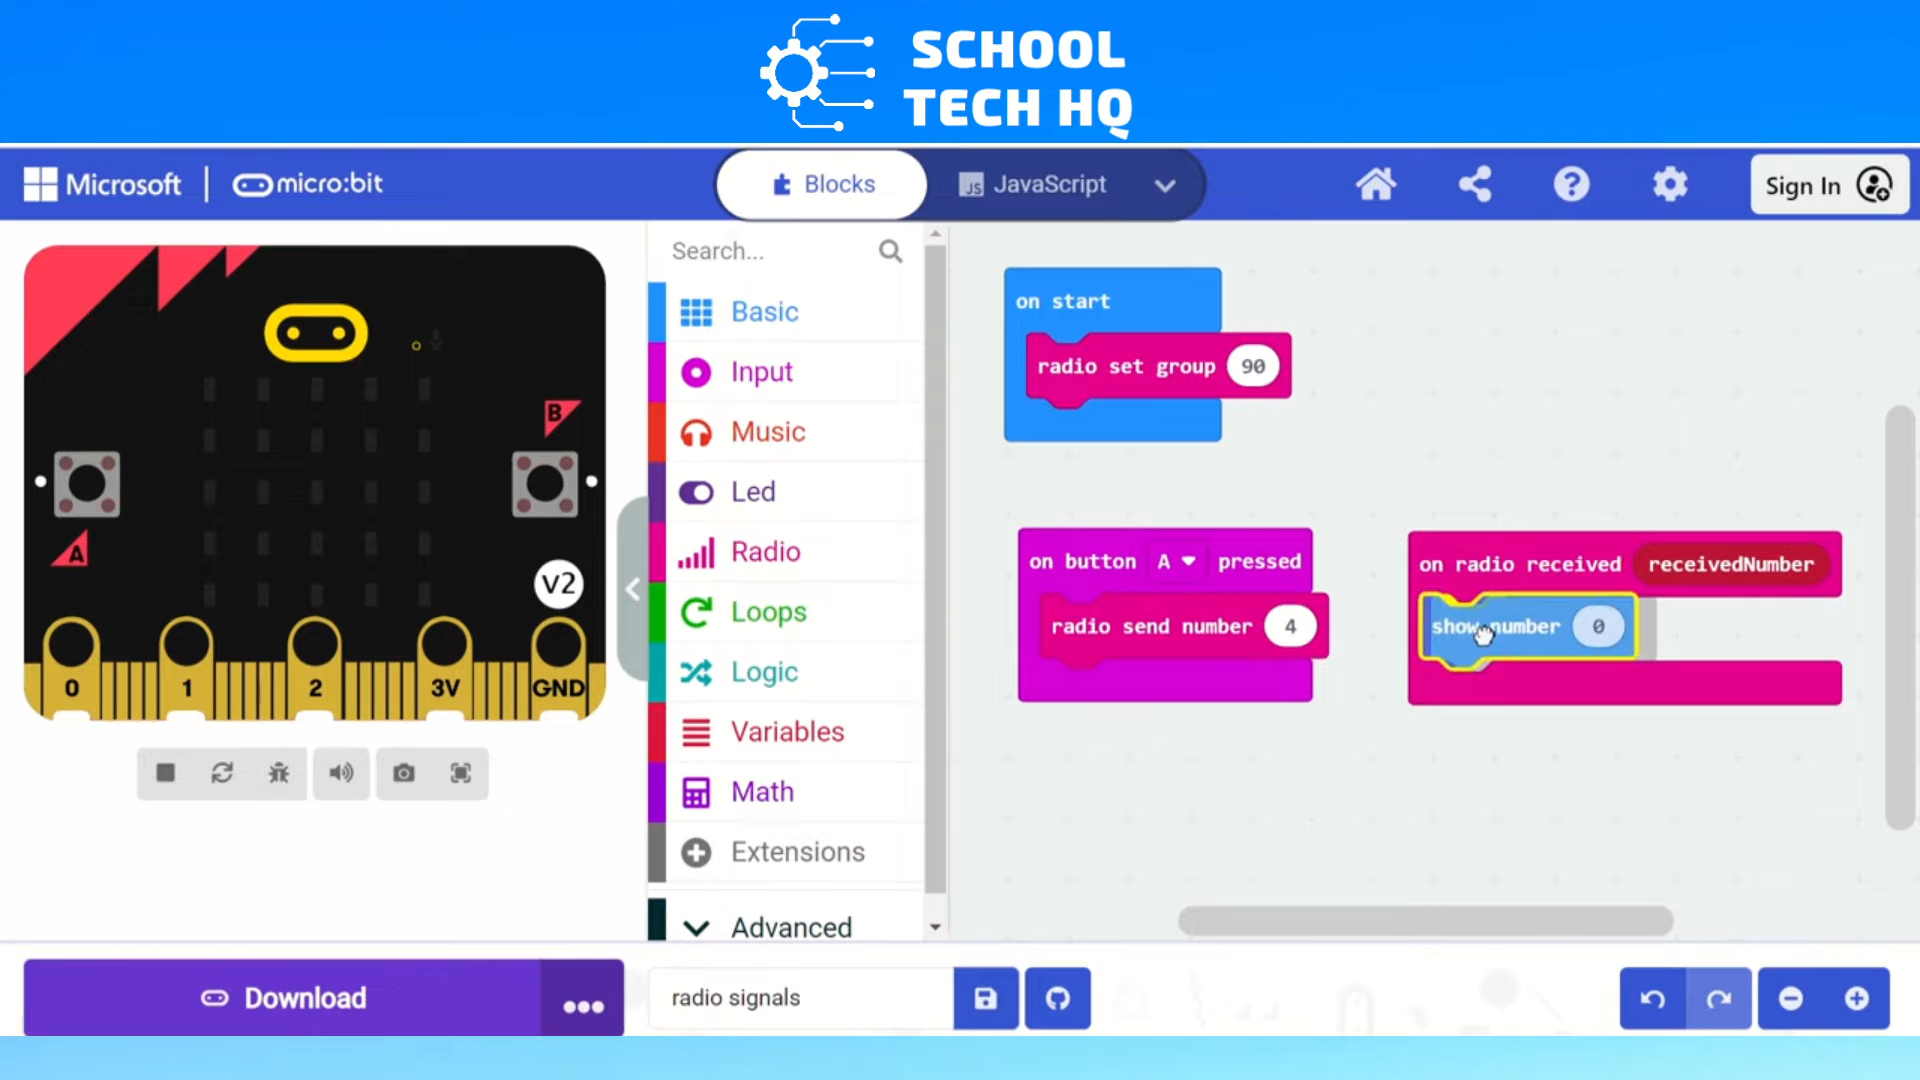 SCHOOL
TECH HQ
Microsoft | micro:bit
Blocks
JS JavaScript
Sign In
Search...
Basic
Input
Music
Led
Radio
Loops
Logic
Variables
Math
Extensions
Advanced
B
A
V2
0 1 2 3V GND
on start
radio set group 90
on button A pressed
radio send number 4
on radio received receivedNumber
show number 0
Download
radio signals